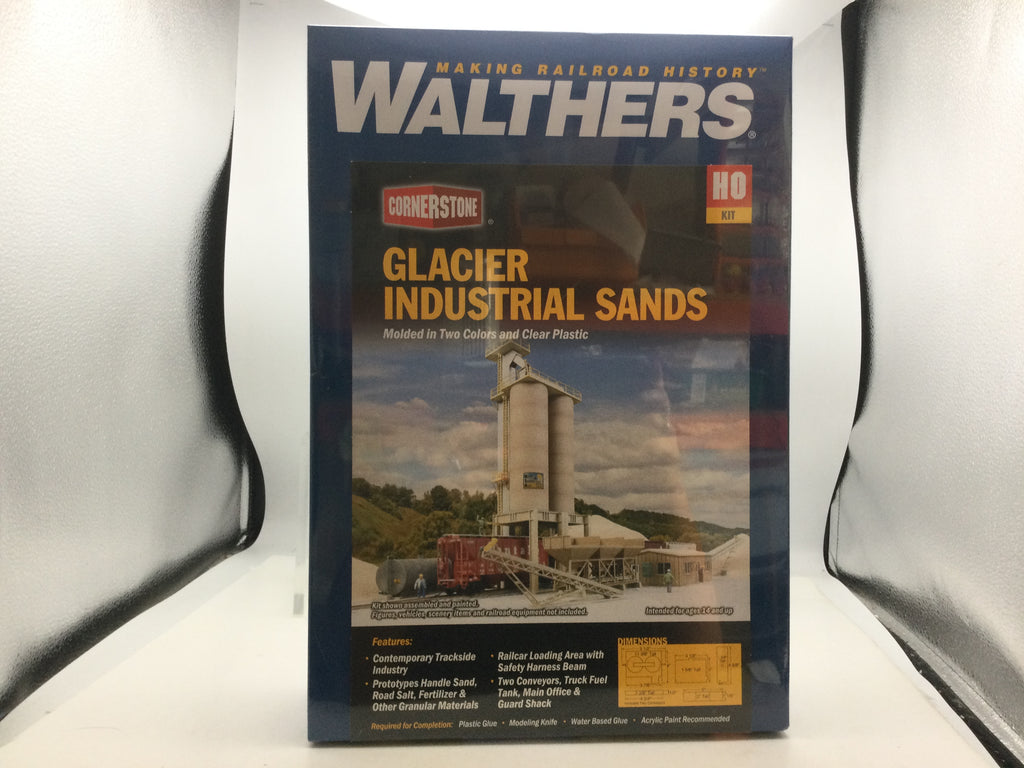 MAKING RAILROAD HISTORY™
WALTHERS®
HO
KIT
CORNERSTONE®
GLACIER
INDUSTRIAL SANDS
Molded in Two Colors and Clear Plastic
Kit shown assembled and painted.
Figures, vehicles, scenery items and railroad equipment not included.
Intended for ages 14 and up
Features:
• Contemporary Trackside
Industry
• Prototypes Handle Sand,
Road Salt, Fertilizer &
Other Granular Materials
• Railcar Loading Area with
Safety Harness Beam
• Two Conveyors, Truck Fuel
Tank, Main Office &
Guard Shack
DIMENSIONS
Required for Completion: Plastic Glue • Modeling Knife • Water Based Glue • Acrylic Paint Recommended